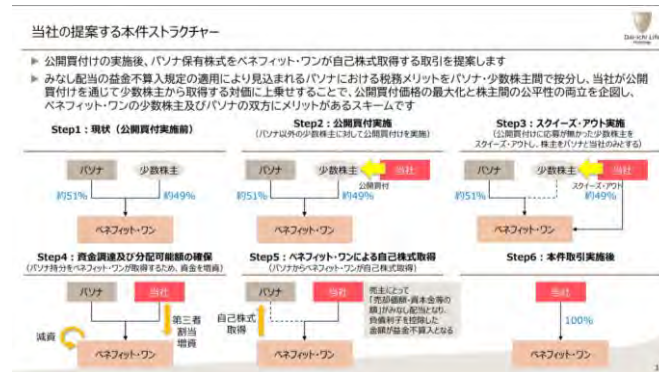 当社の提案する本件ストラクチャー
Dai-ichi Life
▶ 公開買付けの実施後、パソナ保有株式をベネフィット・ワンが自己株式取得する取引を提案します
▶ みなし配当の益金不算入規定の適用により見込まれるパソナにおける税務メリットをパソナ・少数株主間で按分し、当社が公開
買付けを通じて少数株主から取得する対価に上乗せすることで、公開買付価格の最大化と株主間の公平性の両立を企図し、
ベネフィット・ワンの少数株主及びパソナの双方にメリットがあるスキームです
Step1：現状（公開買付実施前）
パソナ
少数株主
約51%
約49%
ベネフィット・ワン
Step2：公開買付実施
（パソナ以外の少数株主に対して公開買付けを実施）
パソナ
少数株主
当社
公開買付
約51%
約49%
ベネフィット・ワン
Step3：スクイーズ・アウト実施
（公開買付けに応募が無かった少数株主を
スクイーズ・アウトし、株主をパソナと当社のみとする）
パソナ
少数株主
当社
スクイーズ・アウト
約51%
約49%
ベネフィット・ワン
Step4：資金調達及び分配可能額の確保
（パソナ持分をベネフィット・ワンが取得するため、資金を増資）
パソナ
当社
減資
第三者
割当
増資
ベネフィット・ワン
Step5：ベネフィット・ワンによる自己株式取得
（パソナからベネフィット・ワンが自己株式取得）
パソナ
当社
自己株式
取得
売主にとって
「売却価額-資本金等の
額」がみなし配当となり、
負債利子を控除した
金額が益金不算入となる
ベネフィット・ワン
Step6：本件取引実施後
当社
100%
ベネフィット・ワン